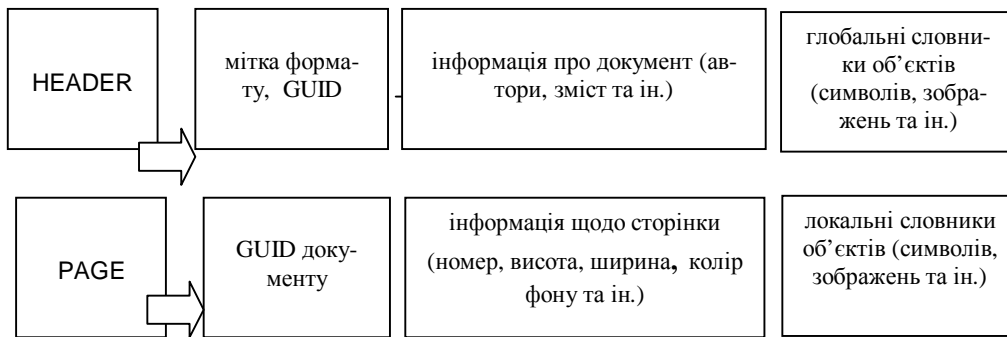 HEADER
мітка форма-
ту, GUID
інформація про документ (ав-
тори, зміст та ін.)
глобальні словни-
ки об’єктів
(символів, зобра-
жень та ін.)
PAGE
GUID доку-
менту
інформація щодо сторінки
(номер, висота, ширина, колір
фону та ін.)
локальні словники
об’єктів (символів,
зображень та ін.)